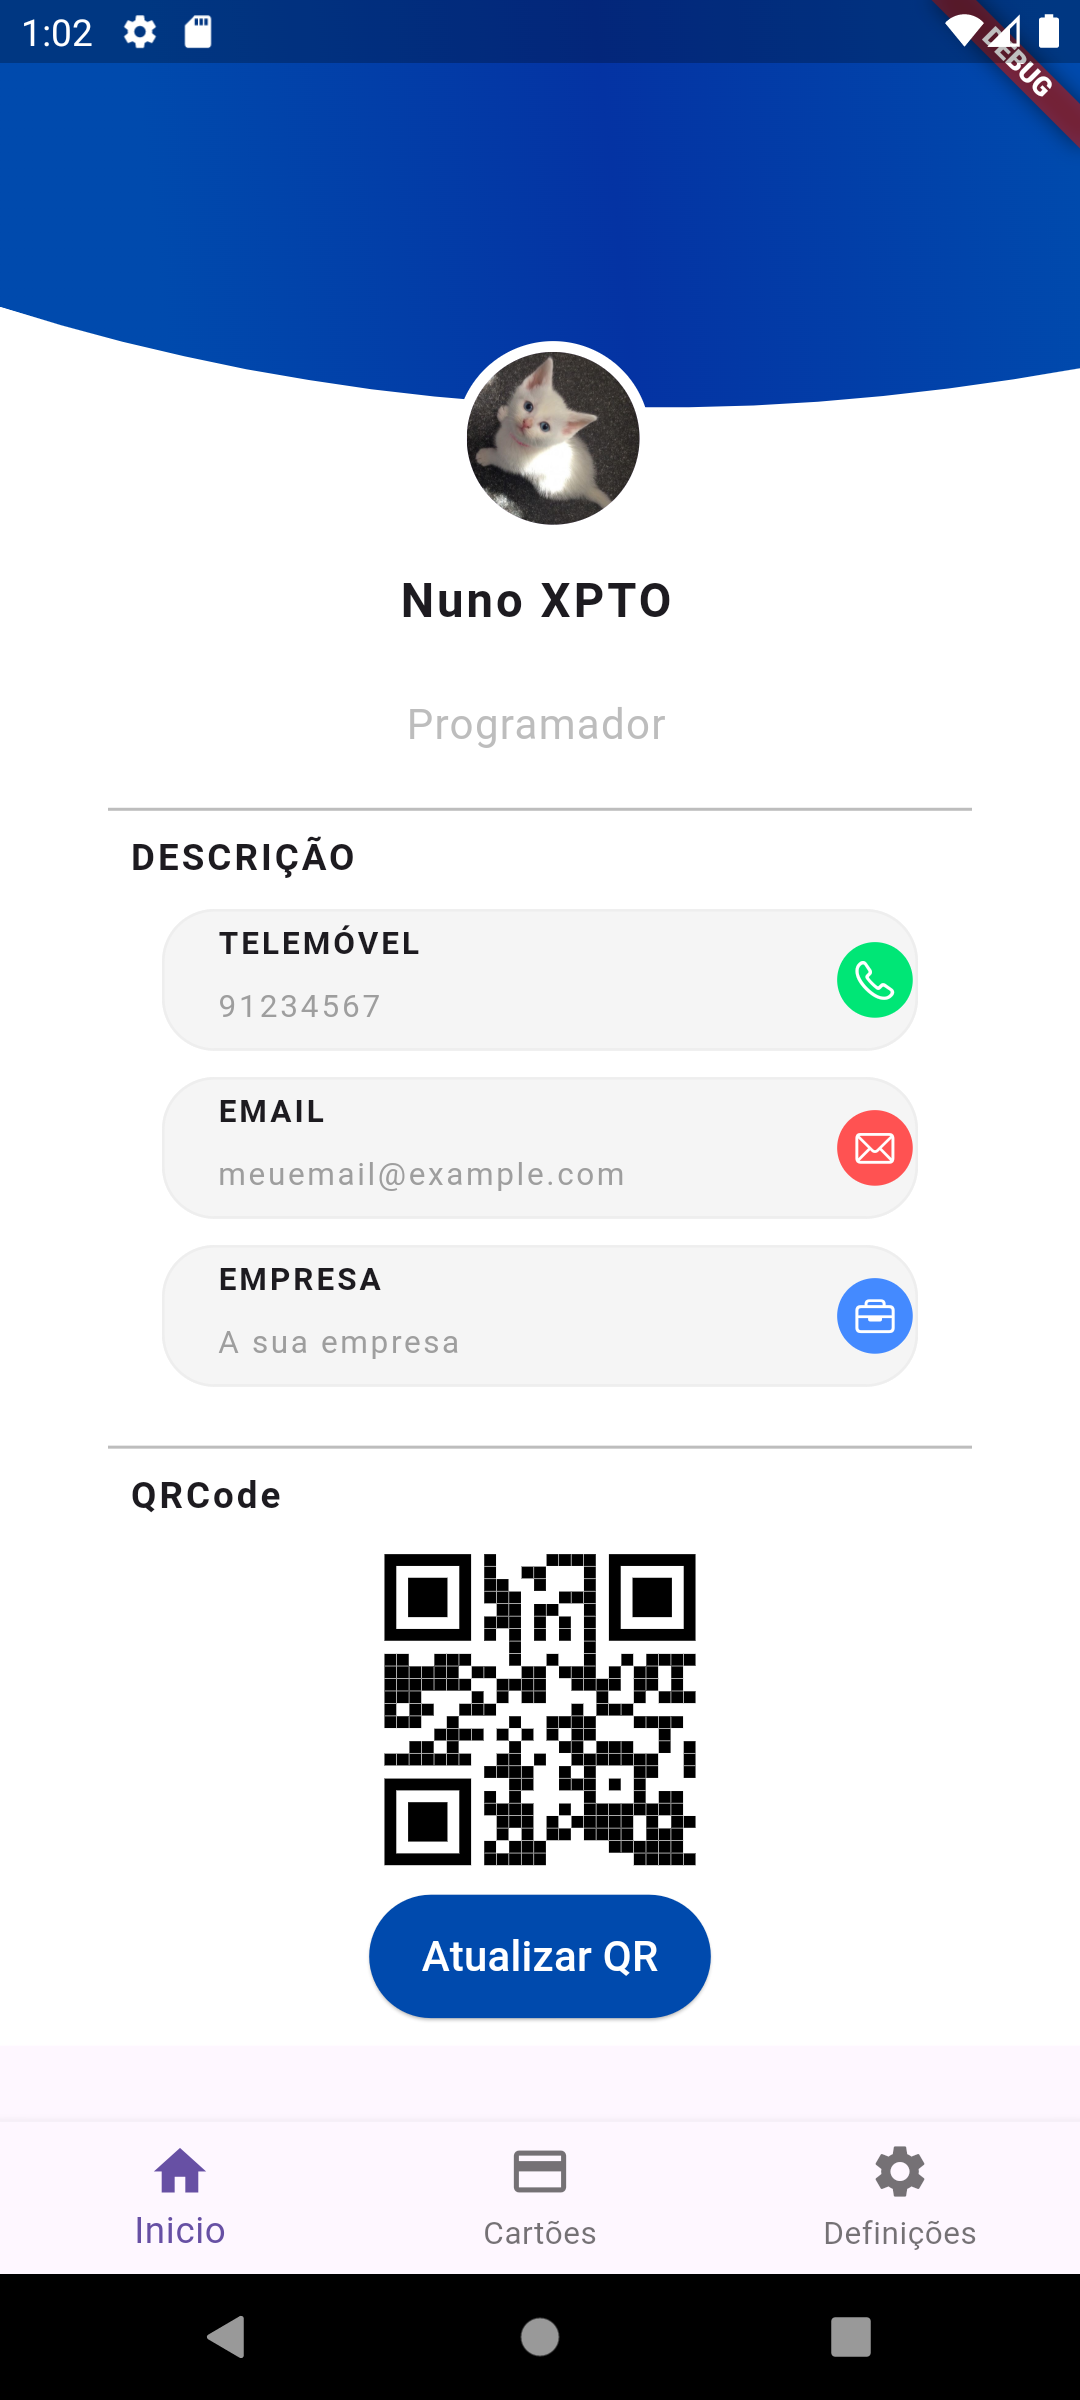 1:02
DEBUG
Nuno XPTO
Programador
DESCRIÇÃO
TELEMÓVEL
91234567
EMAIL
meuemail@example.com
EMPRESA
A sua empresa
QRCode
Atualizar QR
Inicio
Cartões
Definições